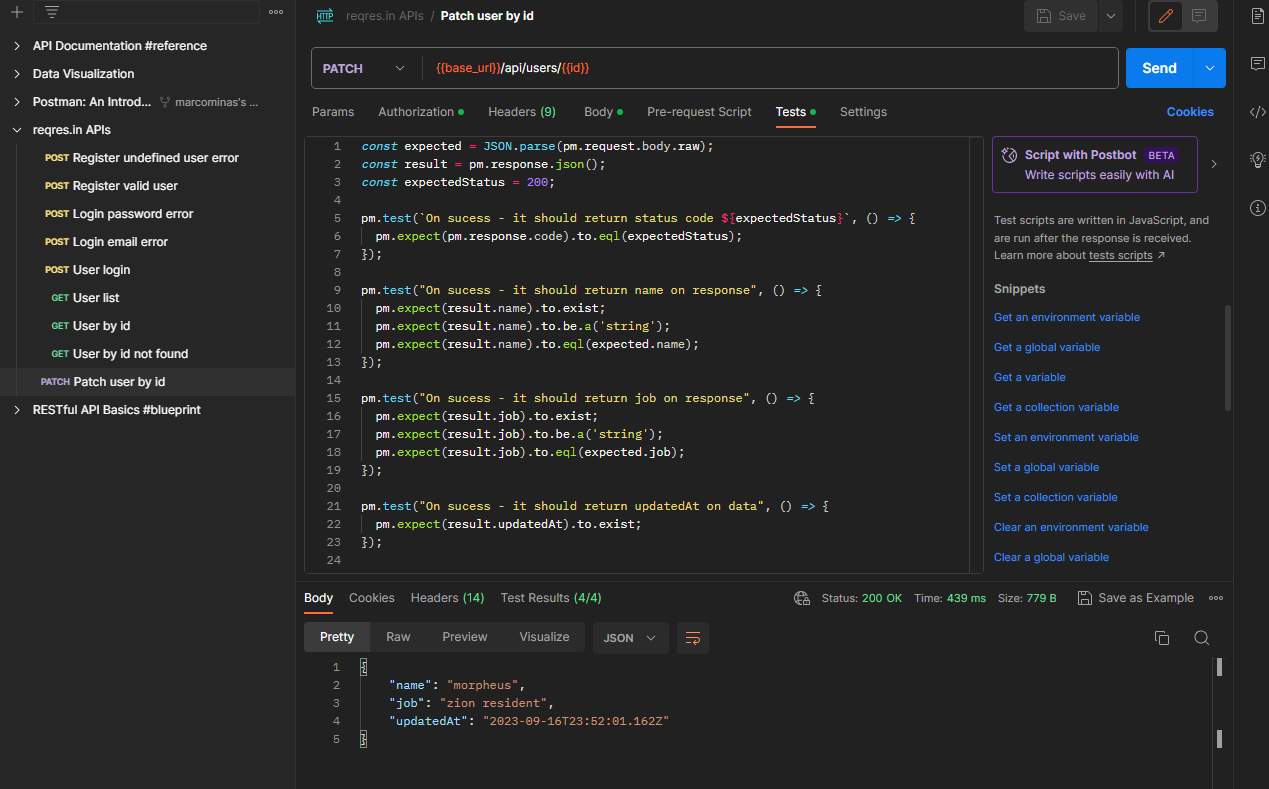 HTTP reqres.in APIs / Patch user by id
Save
API Documentation #reference
Data Visualization
Postman: An Introd... marcominas's ...
reqres.in APIs
POST Register undefined user error
POST Register valid user
POST Login password error
POST Login email error
POST User login
GET User list
GET User by id
GET User by id not found
PATCH Patch user by id
RESTful API Basics #blueprint
PATCH {{base_url}}/api/users/{{id}}
Send
Params Authorization Headers (9) Body Pre-request Script Tests Settings Cookies
1 const expected = JSON.parse(pm.request.body.raw);
2 const result = pm.response.json();
3 const expectedStatus = 200;
4
5 pm.test(`On sucess - it should return status code ${expectedStatus}`, () => {
6 pm.expect(pm.response.code).to.eql(expectedStatus);
7 });
8
9 pm.test("On sucess - it should return name on response", () => {
10 pm.expect(result.name).to.exist;
11 pm.expect(result.name).to.be.a('string');
12 pm.expect(result.name).to.eql(expected.name);
13 });
14
15 pm.test("On sucess - it should return job on response", () => {
16 pm.expect(result.job).to.exist;
17 pm.expect(result.job).to.be.a('string');
18 pm.expect(result.job).to.eql(expected.job);
19 });
20
21 pm.test("On sucess - it should return updatedAt on data", () => {
22 pm.expect(result.updatedAt).to.exist;
23 });
24
Script with Postbot BETA
Write scripts easily with AI
Test scripts are written in JavaScript, and
are run after the response is received.
Learn more about tests scripts ↗
Snippets
Get an environment variable
Get a global variable
Get a variable
Get a collection variable
Set an environment variable
Set a global variable
Set a collection variable
Clear an environment variable
Clear a global variable
Body Cookies Headers (14) Test Results (4/4)
Status: 200 OK Time: 439 ms Size: 779 B Save as Example
Pretty Raw Preview Visualize JSON
1 {
2 "name": "morpheus",
3 "job": "zion resident",
4 "updatedAt": "2023-09-16T23:52:01.162Z"
5 }